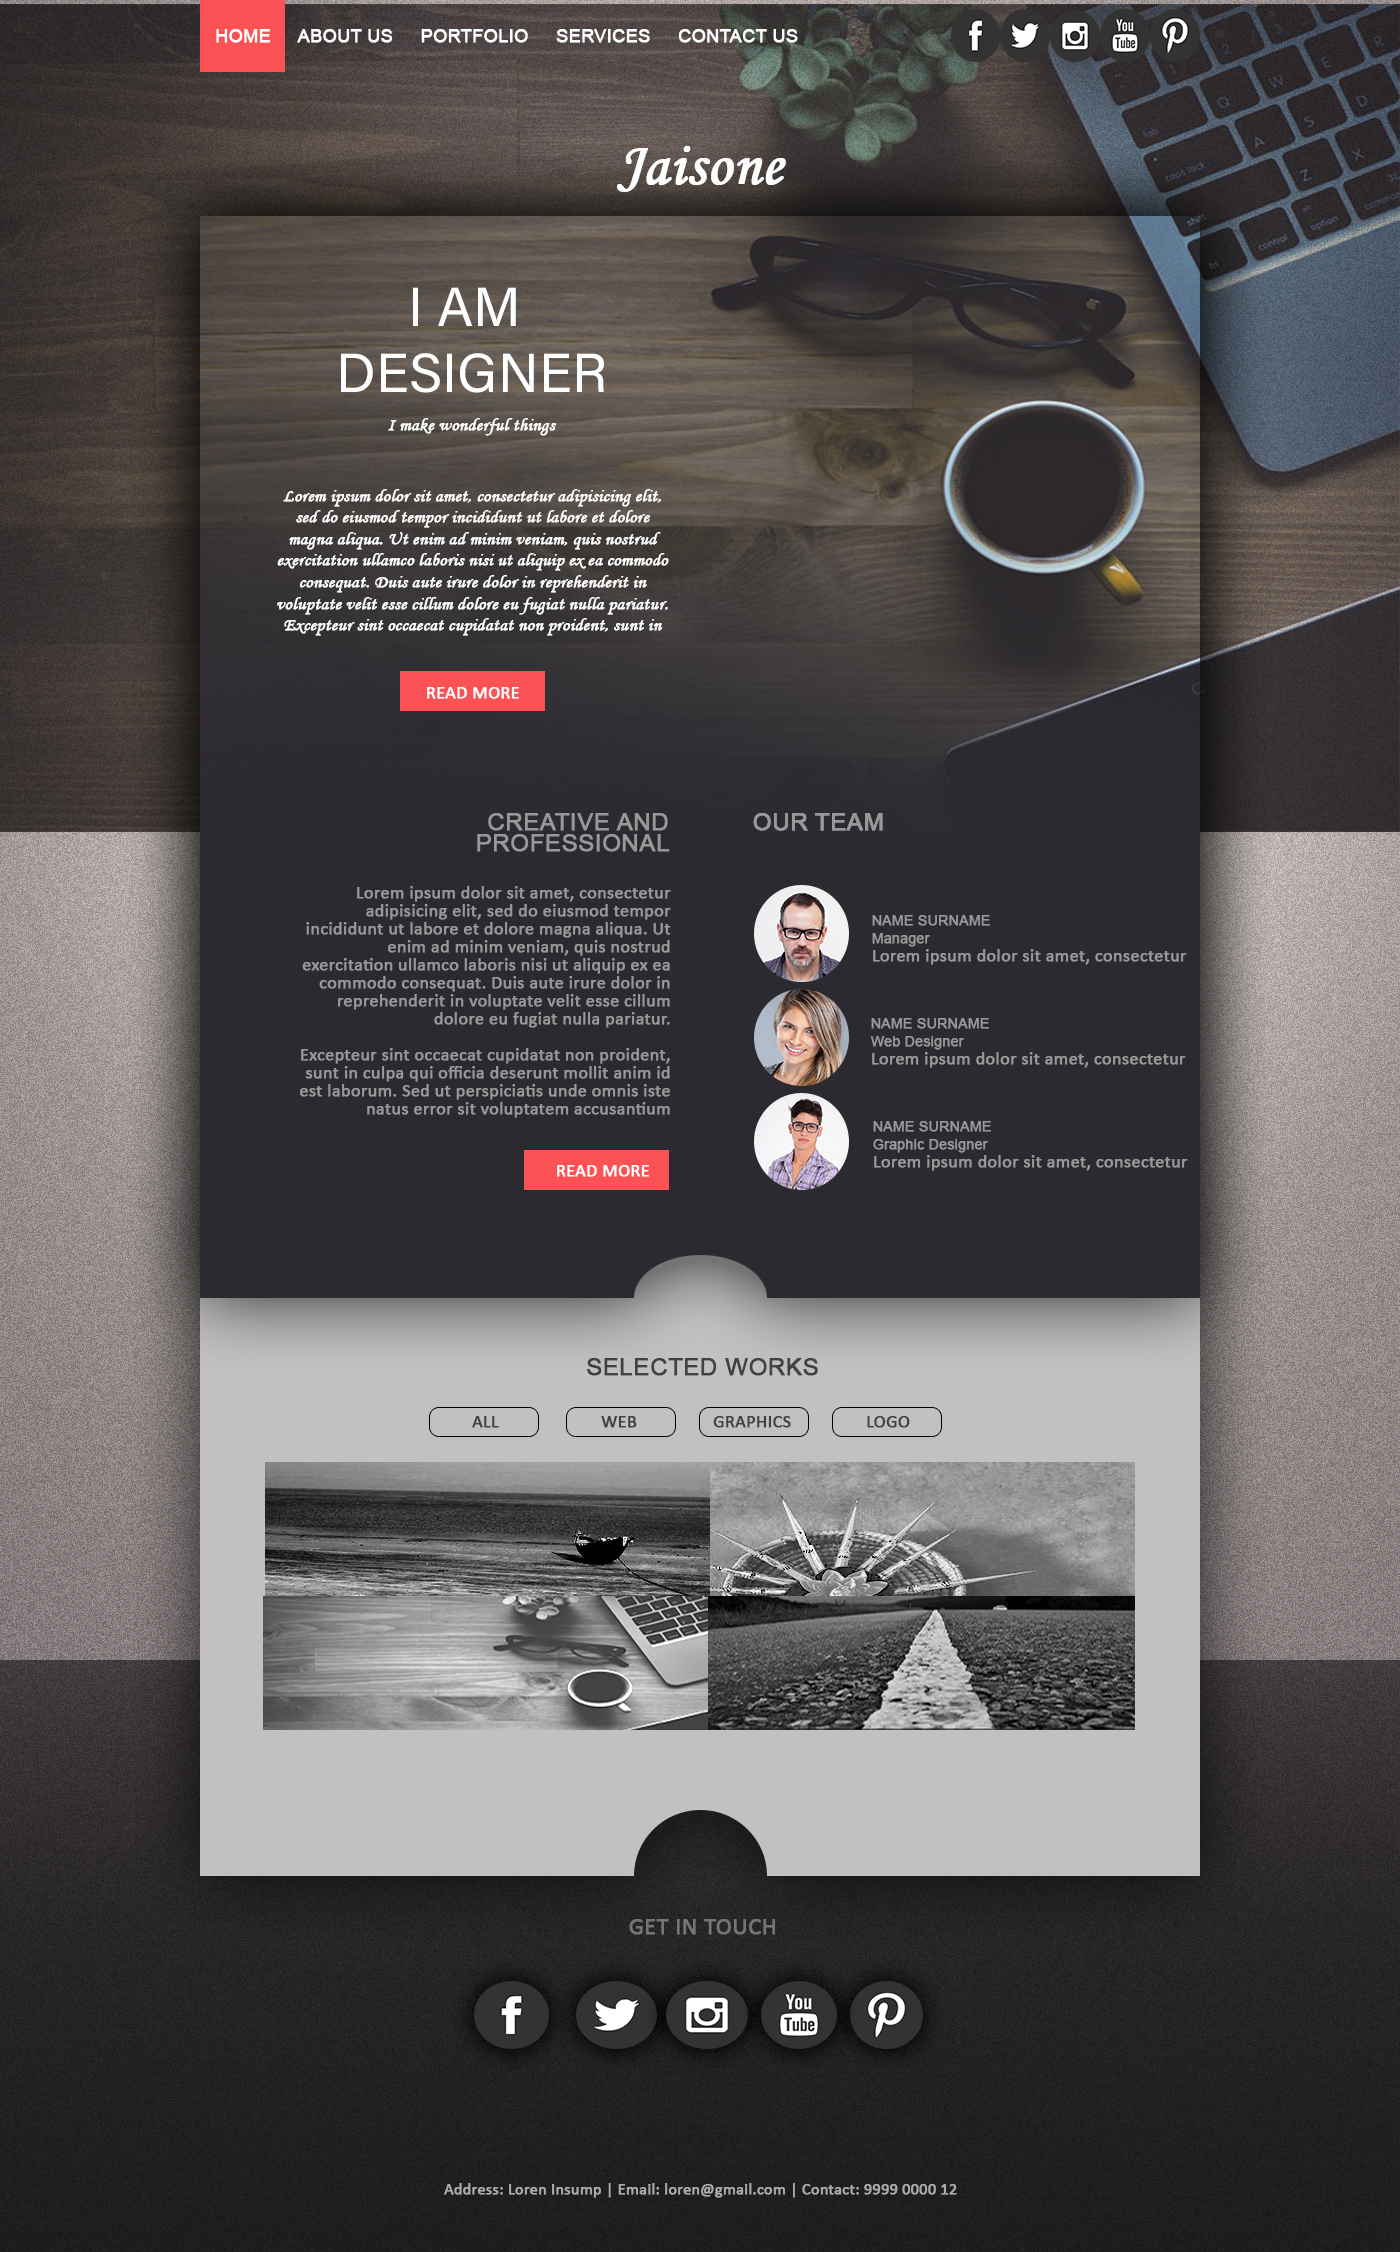 HOME ABOUT US PORTFOLIO SERVICES CONTACT US
You
Tube
Jaisone
I AM
DESIGNER
I make wonderful things
Lorem ipsum dolor sit amet, consectetur adipisicing elit,
sed do eiusmod tempor incididunt ut labore et dolore
magna aliqua. Ut enim ad minim veniam, quis nostrud
exercitation ullamco laboris nisi ut aliquip ex ea commodo
consequat. Duis aute irure dolor in reprehenderit in
voluptate velit esse cillum dolore eu fugiat nulla pariatur.
Excepteur sint occaecat cupidatat non proident, sunt in
READ MORE
CREATIVE AND
PROFESSIONAL
Lorem ipsum dolor sit amet, consectetur
adipisicing elit, sed do eiusmod tempor
incididunt ut labore et dolore magna aliqua. Ut
enim ad minim veniam, quis nostrud
exercitation ullamco laboris nisi ut aliquip ex ea
commodo consequat. Duis aute irure dolor in
reprehenderit in voluptate velit esse cillum
dolore eu fugiat nulla pariatur.
Excepteur sint occaecat cupidatat non proident,
sunt in culpa qui officia deserunt mollit anim id
est laborum. Sed ut perspiciatis unde omnis iste
natus error sit voluptatem accusantium
READ MORE
OUR TEAM
NAME SURNAME
Manager
Lorem ipsum dolor sit amet, consectetur
NAME SURNAME
Web Designer
Lorem ipsum dolor sit amet, consectetur
NAME SURNAME
Graphic Designer
Lorem ipsum dolor sit amet, consectetur
SELECTED WORKS
ALL WEB GRAPHICS LOGO
GET IN TOUCH
You
Tube
Address: Loren Insump | Email: loren@gmail.com | Contact: 9999 0000 12